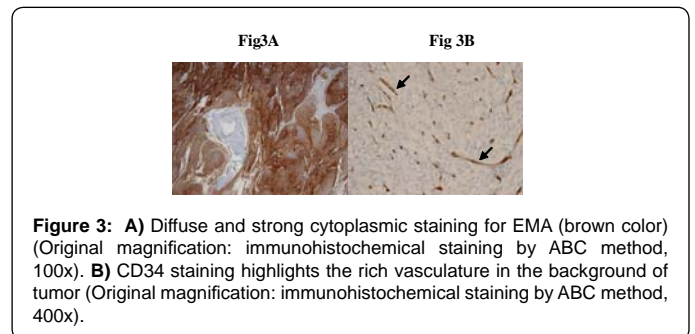 Fig3A Fig 3B
Figure 3: A) Diffuse and strong cytoplasmic staining for EMA (brown color)
(Original magnification: immunohistochemical staining by ABC method,
100x). B) CD34 staining highlights the rich vasculature in the background of
tumor (Original magnification: immunohistochemical staining by ABC method,
400x).